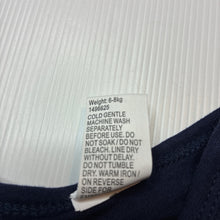 Weight: 6-8kg
1496625
COLD GENTLE
MACHINE WASH
SEPARATELY
BEFORE USE. DO
NOT SOAK / DO NOT
BLEACH. LINE DRY
WITHOUT DELAY.
DO NOT TUMBLE
DRY. WARM IRON /
ON REVERSE
SIDE